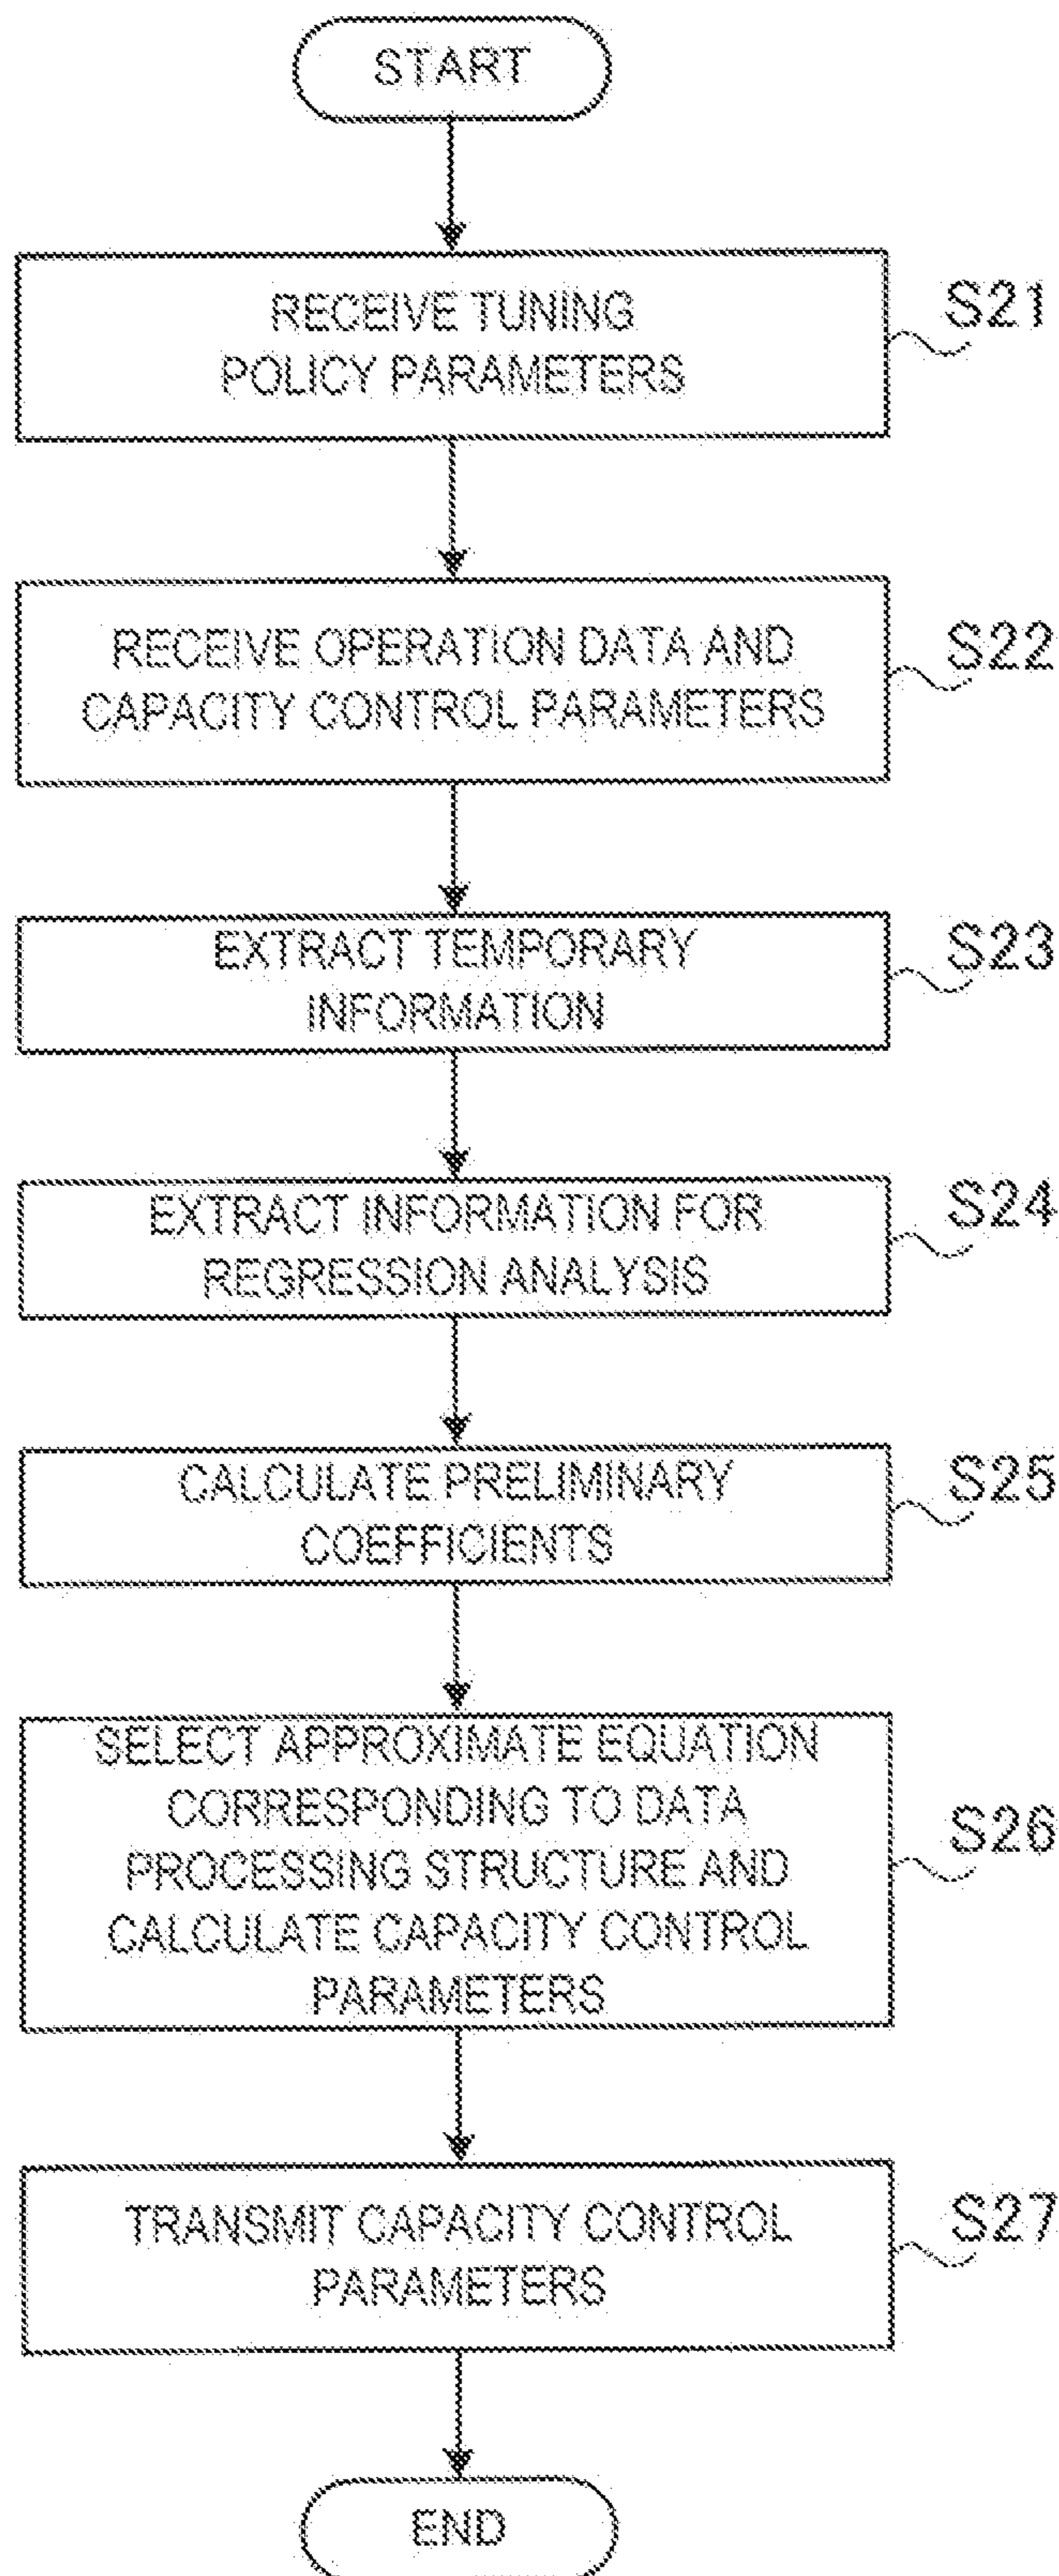 START
RECEIVE TUNING
POLICY PARAMETERS
S21
RECEIVE OPERATION DATA AND
CAPACITY CONTROL PARAMETERS
S22
EXTRACT TEMPORARY
INFORMATION
S23
EXTRACT INFORMATION FOR
REGRESSION ANALYSIS
S24
CALCULATE PRELIMINARY
COEFFICIENTS
S25
SELECT APPROXIMATE EQUATION
CORRESPONDING TO DATA
PROCESSING STRUCTURE AND
CALCULATE CAPACITY CONTROL
PARAMETERS
S26
TRANSMIT CAPACITY CONTROL
PARAMETERS
S27
END